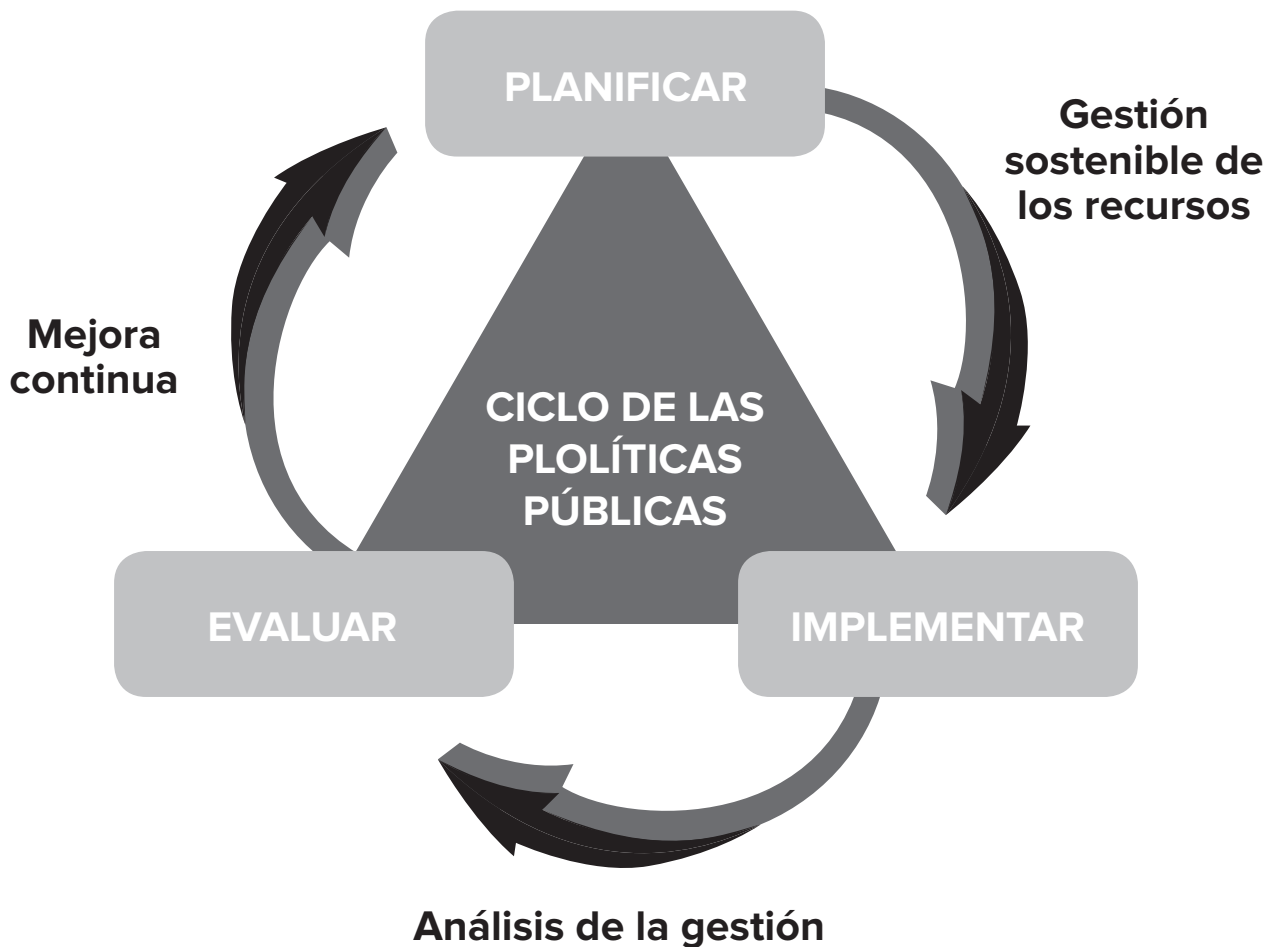 PLANIFICAR
Gestión
sostenible de
los recursos
Mejora
continua
CICLO DE LAS
PLOLÍTICAS
PÚBLICAS
EVALUAR
IMPLEMENTAR
Análisis de la gestión